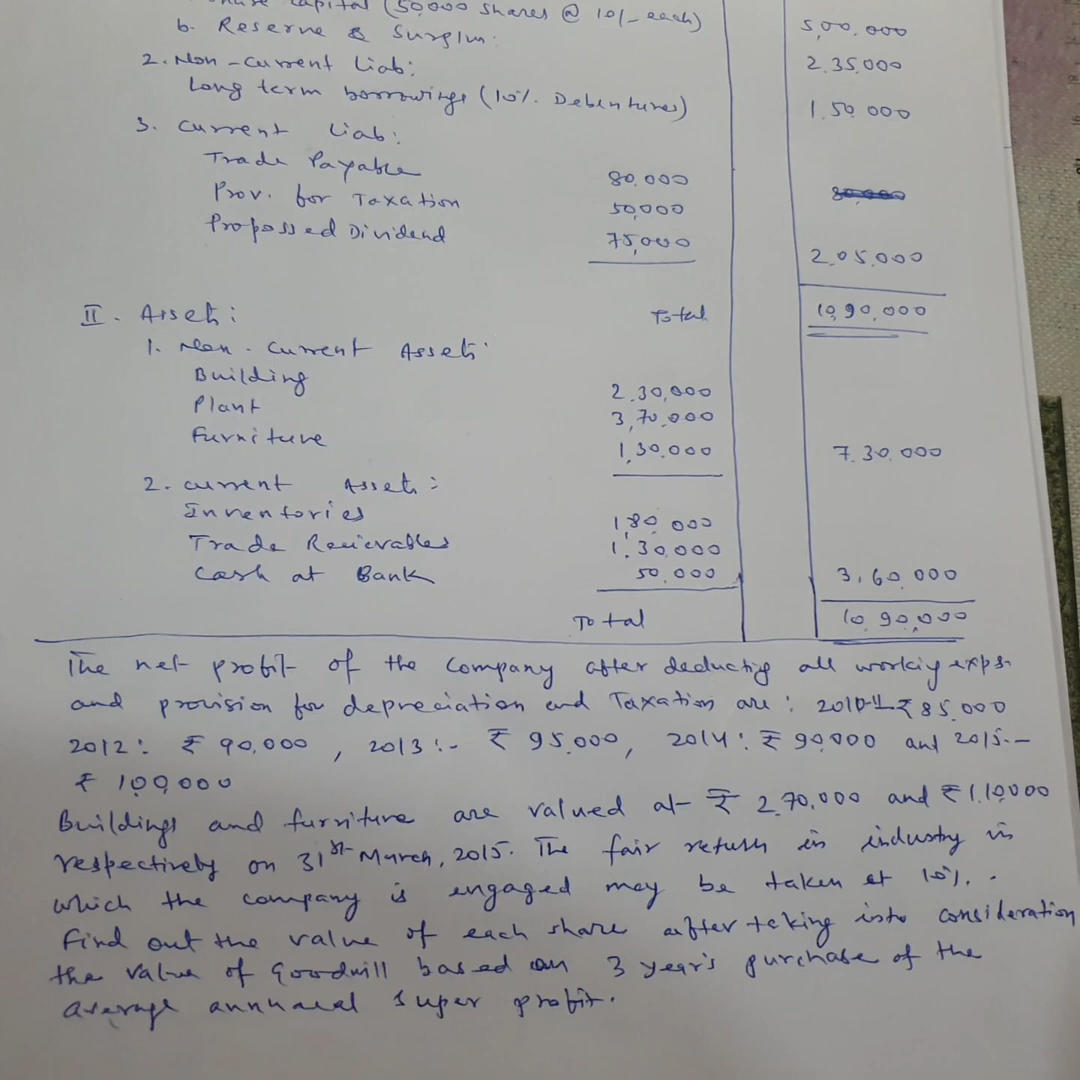 Share capital (50,000 shares @ 10/- each) 5,00,000
b. Reserve & Surplus: 2,35,000
2. Non-current Liab:
Long term borrowings (10% Debentures) 1,50,000
3. Current Liab:
Trade Payable 80,000
Prov. for Taxation 50,000
Propossed Dividend 75,000 2,05,000
Total 10,90,000
II. Assets:
1. Non-Current Assets
Building 2,30,000
Plant 3,70,000
Furniture 1,30,000 7,30,000
2. current Assets:
Inventories 1,80,000
Trade Recievables 1,30,000
Cash at Bank 50,000 3,60,000
Total 10,90,000
The net profit of the Company after deducting all working exps.
and provision for depreciation and Taxation are: ₹85,000
2012: ₹ 90,000, 2013:- ₹ 95,000, 2014: ₹ 90,000 and 2015:-
₹ 1,00,000
Buildings and furniture are valued at ₹ 2,70,000 and ₹1,10,000
respectively on 31st March, 2015. The fair return in industry in
which the company is engaged may be taken at 10%.
Find out the value of each share after taking into consideration
the value of Goodwill based on 3 year's purchase of the
average annual super profit.